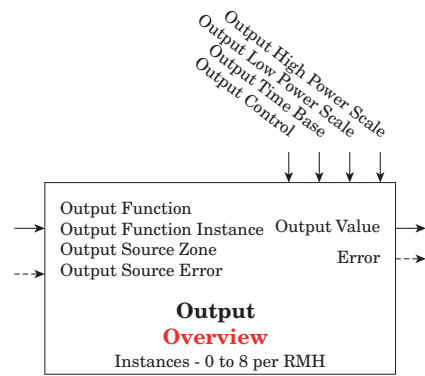 Output High Power Scale
Output Low Power Scale
Output Time Base
Output Control
Output Function
Output Function Instance
Output Value
Output Source Zone
Error
Output Source Error
Output
Overview
Instances - 0 to 8 per RMH